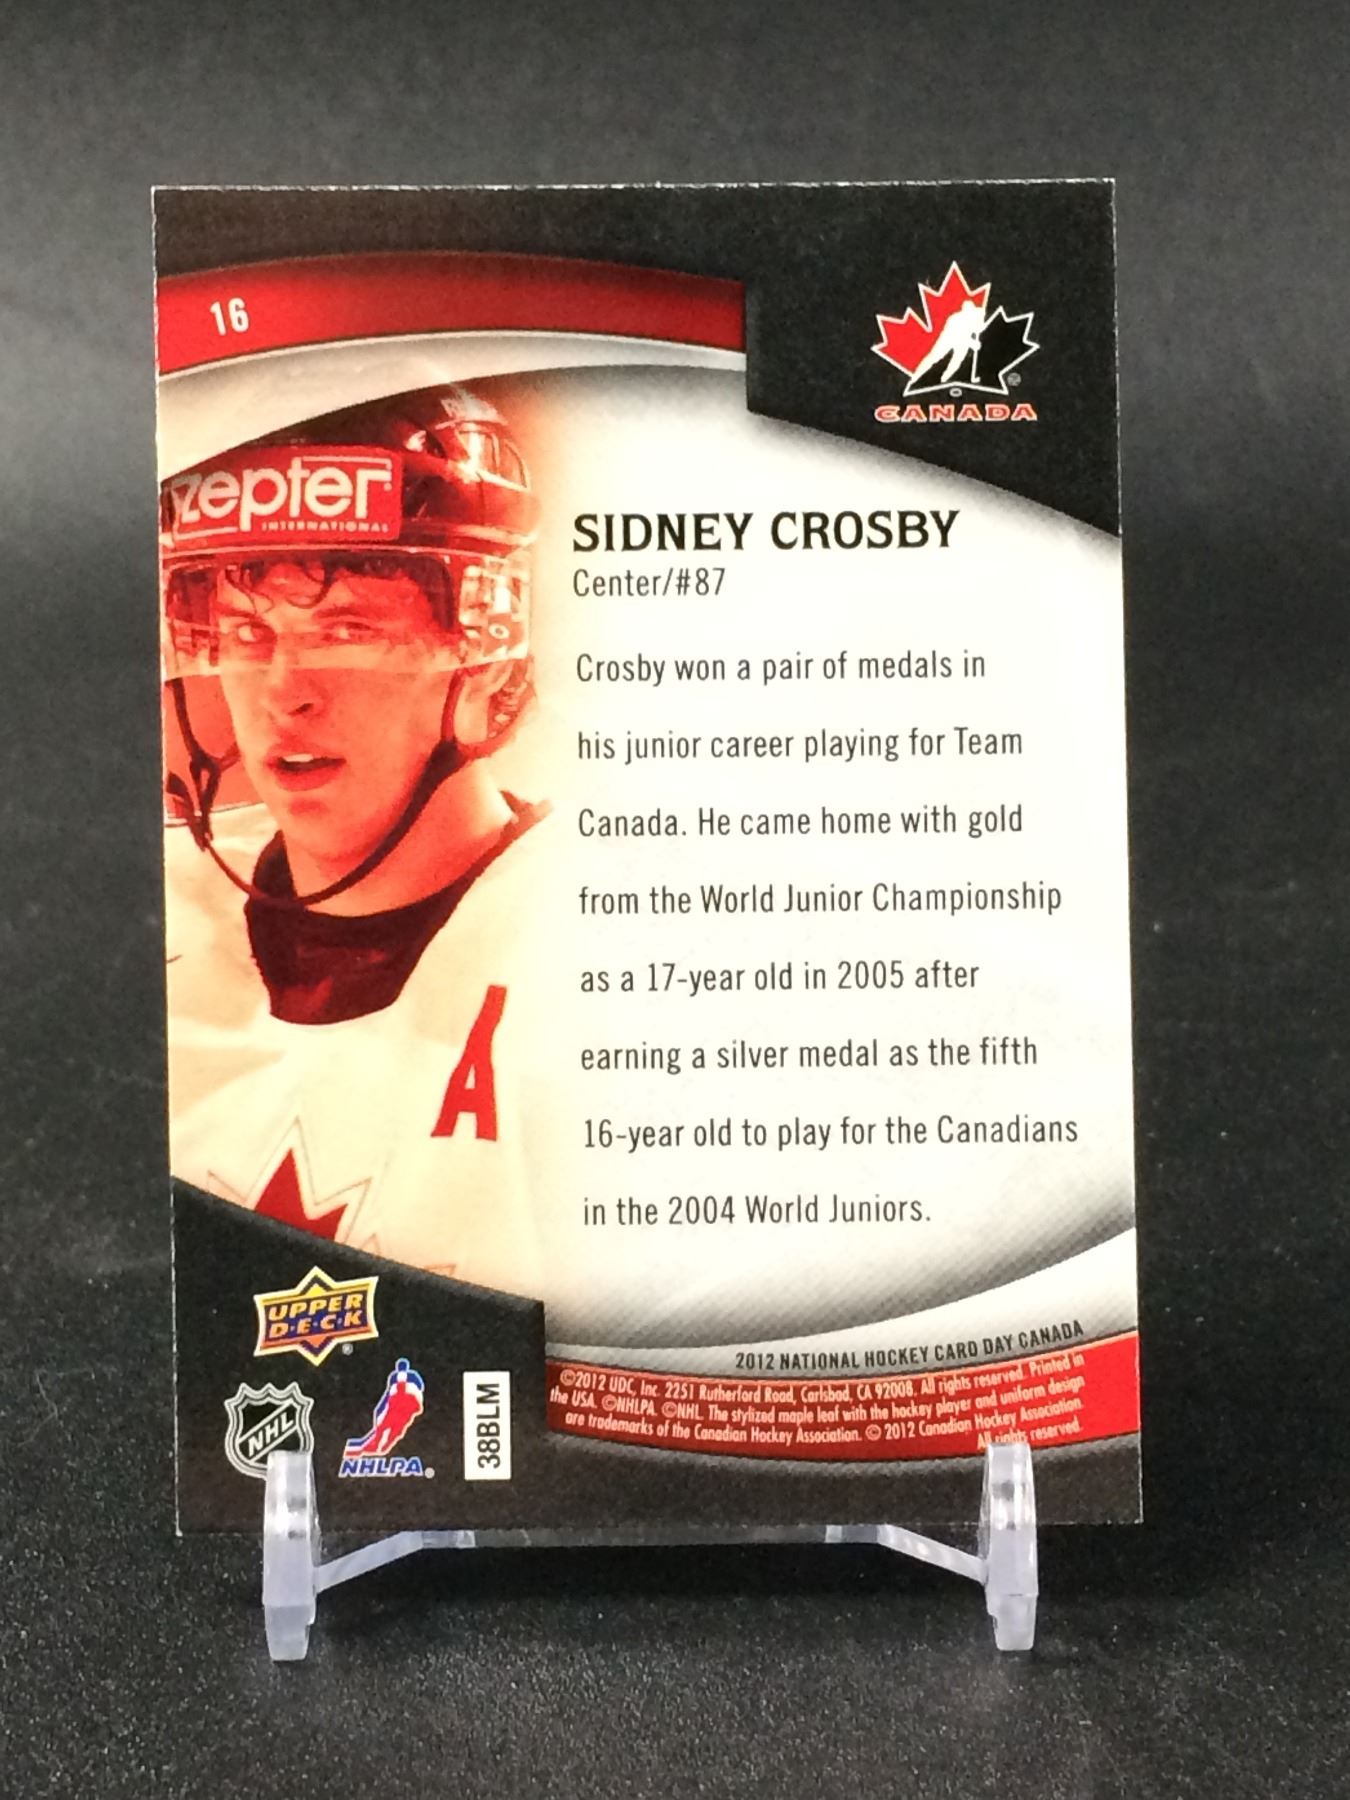 16
CANADA
zepter
INTERNATIONAL
SIDNEY CROSBY
Center/#87
Crosby won a pair of medals in
his junior career playing for Team
Canada. He came home with gold
from the World Junior Championship
as a 17-year old in 2005 after
earning a silver medal as the fifth
16-year old to play for the Canadians
in the 2004 World Juniors.
A
UPPER
D·E·C·K
NHL
NHLPA
38BLM
2012 NATIONAL HOCKEY CARD DAY CANADA
©2012 UDC, Inc. 2251 Rutherford Road, Carlsbad, CA 92008. All rights reserved. Printed in
the USA. ©NHLPA. ©NHL. The stylized maple leaf with the hockey player and uniform design
are trademarks of the Canadian Hockey Association. © 2012 Canadian Hockey Association.
All rights reserved.